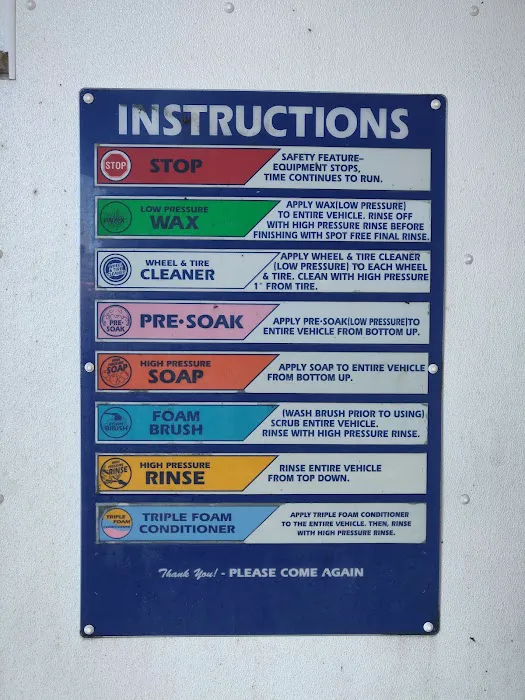 INSTRUCTIONS
STOP
STOP
SAFETY FEATURE-
EQUIPMENT STOPS,
TIME CONTINUES TO RUN.
LOW PRESSURE
WAX
APPLY WAX(LOW PRESSURE)
TO ENTIRE VEHICLE. RINSE OFF
WITH HIGH PRESSURE RINSE BEFORE
FINISHING WITH SPOT FREE FINAL RINSE.
WHEEL & TIRE
CLEANER
APPLY WHEEL & TIRE CLEANER
(LOW PRESSURE) TO EACH WHEEL
& TIRE. CLEAN WITH HIGH PRESSURE
1" FROM TIRE.
PRE-
SOAK
PRE•SOAK
APPLY PRE-SOAK(LOW PRESSURE)TO
ENTIRE VEHICLE FROM BOTTOM UP.
SOAP
HIGH PRESSURE
SOAP
APPLY SOAP TO ENTIRE VEHICLE
FROM BOTTOM UP.
BRUSH
FOAM
BRUSH
(WASH BRUSH PRIOR TO USING)
SCRUB ENTIRE VEHICLE.
RINSE WITH HIGH PRESSURE RINSE.
RINSE
HIGH PRESSURE
RINSE
RINSE ENTIRE VEHICLE
FROM TOP DOWN.
TRIPLE
FOAM
TRIPLE FOAM
CONDITIONER
APPLY TRIPLE FOAM CONDITIONER
TO THE ENTIRE VEHICLE. THEN, RINSE
WITH HIGH PRESSURE RINSE.
Thank You! - PLEASE COME AGAIN